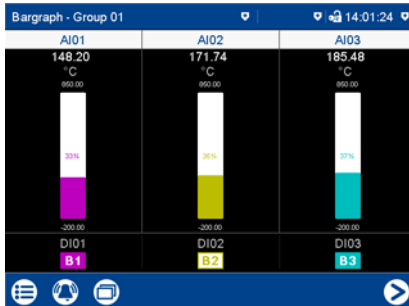 Bargraph - Group 01 14:01:24
AI01 AI02 AI03
148.20 171.74 185.48
°C °C °C
850.00 850.00 850.00
33% 35% 37%
-200.00 -200.00 -200.00
DI01 DI02 DI03
B1 B2 B3